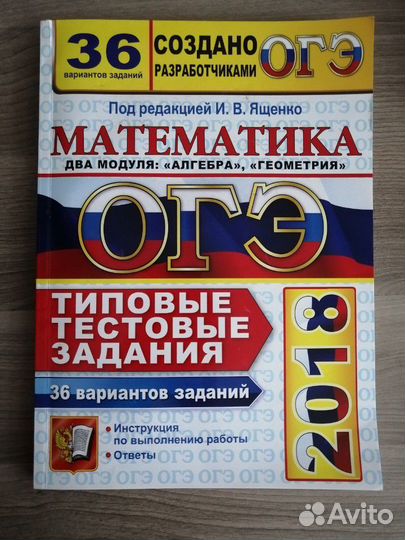 36
вариантов заданий
СОЗДАНО
РАЗРАБОТЧИКАМИ
ОГЭ
Под редакцией И. В. Ященко
МАТЕМАТИКА
ДВА МОДУЛЯ: «АЛГЕБРА», «ГЕОМЕТРИЯ»
ОГЭ
ТИПОВЫЕ
ТЕСТОВЫЕ
ЗАДАНИЯ
36 вариантов заданий
2018
• Инструкция
по выполнению работы
• Ответы
Avito